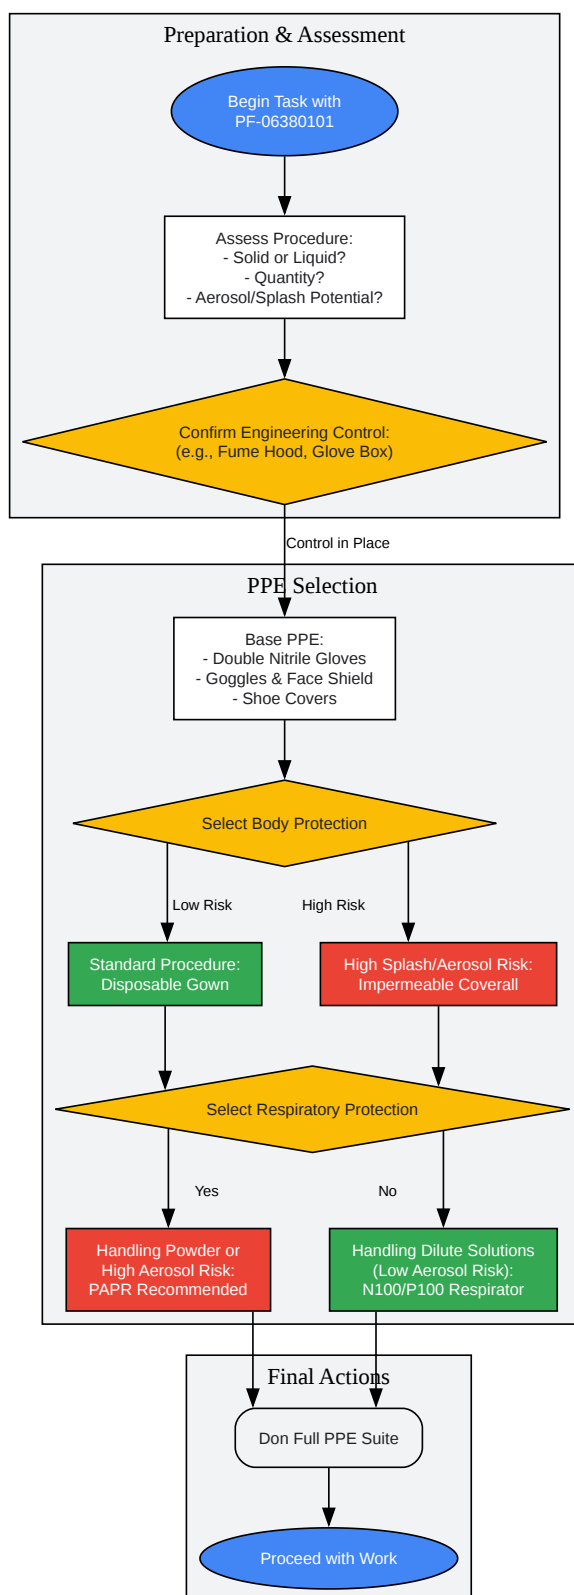 Preparation & Assessment
Begin Task with
PF-06380101
Assess Procedure:
- Solid or Liquid?
- Quantity?
- Aerosol/Splash Potential?
Confirm Engineering Control:
(e.g., Fume Hood, Glove Box)
Control in Place
PPE Selection
Base PPE:
- Double Nitrile Gloves
- Goggles & Face Shield
- Shoe Covers
Select Body Protection
Low Risk
High Risk
Standard Procedure:
Disposable Gown
High Splash/Aerosol Risk:
Impermeable Coverall
Select Respiratory Protection
Yes
No
Handling Powder or
High Aerosol Risk:
PAPR Recommended
Handling Dilute Solutions
(Low Aerosol Risk):
N100/P100 Respirator
Final Actions
Don Full PPE Suite
Proceed with Work